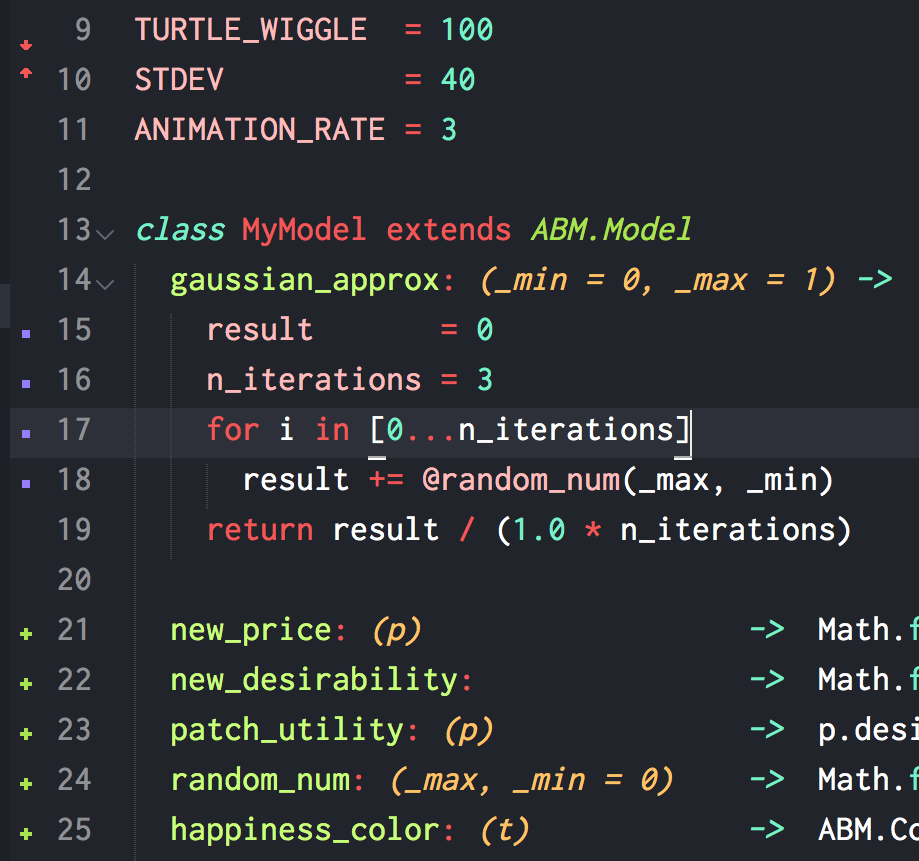 9 TURTLE_WIGGLE = 100
10 STDEV = 40
11 ANIMATION_RATE = 3
12
13 class MyModel extends ABM.Model
14 gaussian_approx: (_min = 0, _max = 1) ->
15 result = 0
16 n_iterations = 3
17 for i in [0...n_iterations]
18 result += @random_num(_max, _min)
19 return result / (1.0 * n_iterations)
20
21 new_price: (p) -> Math.f
22 new_desirability: -> Math.f
23 patch_utility: (p) -> p.desi
24 random_num: (_max, _min = 0) -> Math.f
25 happiness_color: (t) -> ABM.Co